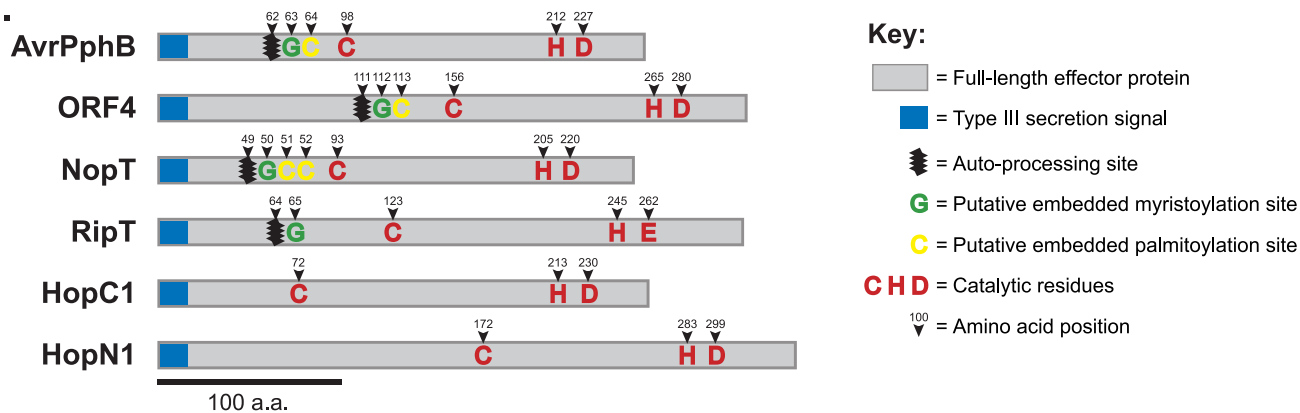 62 63 64 98 212 227
AvrPphB G C C H D
111 112 113 156 265 280
ORF4 G C C H D
49 50 51 52 93 205 220
NopT G C C C H D
64 65 123 245 262
RipT G C H E
72 213 230
HopC1 C H D
172 283 299
HopN1 C H D
100 a.a.
Key:
= Full-length effector protein
= Type III secretion signal
= Auto-processing site
G = Putative embedded myristoylation site
C = Putative embedded palmitoylation site
C H D = Catalytic residues
100 = Amino acid position